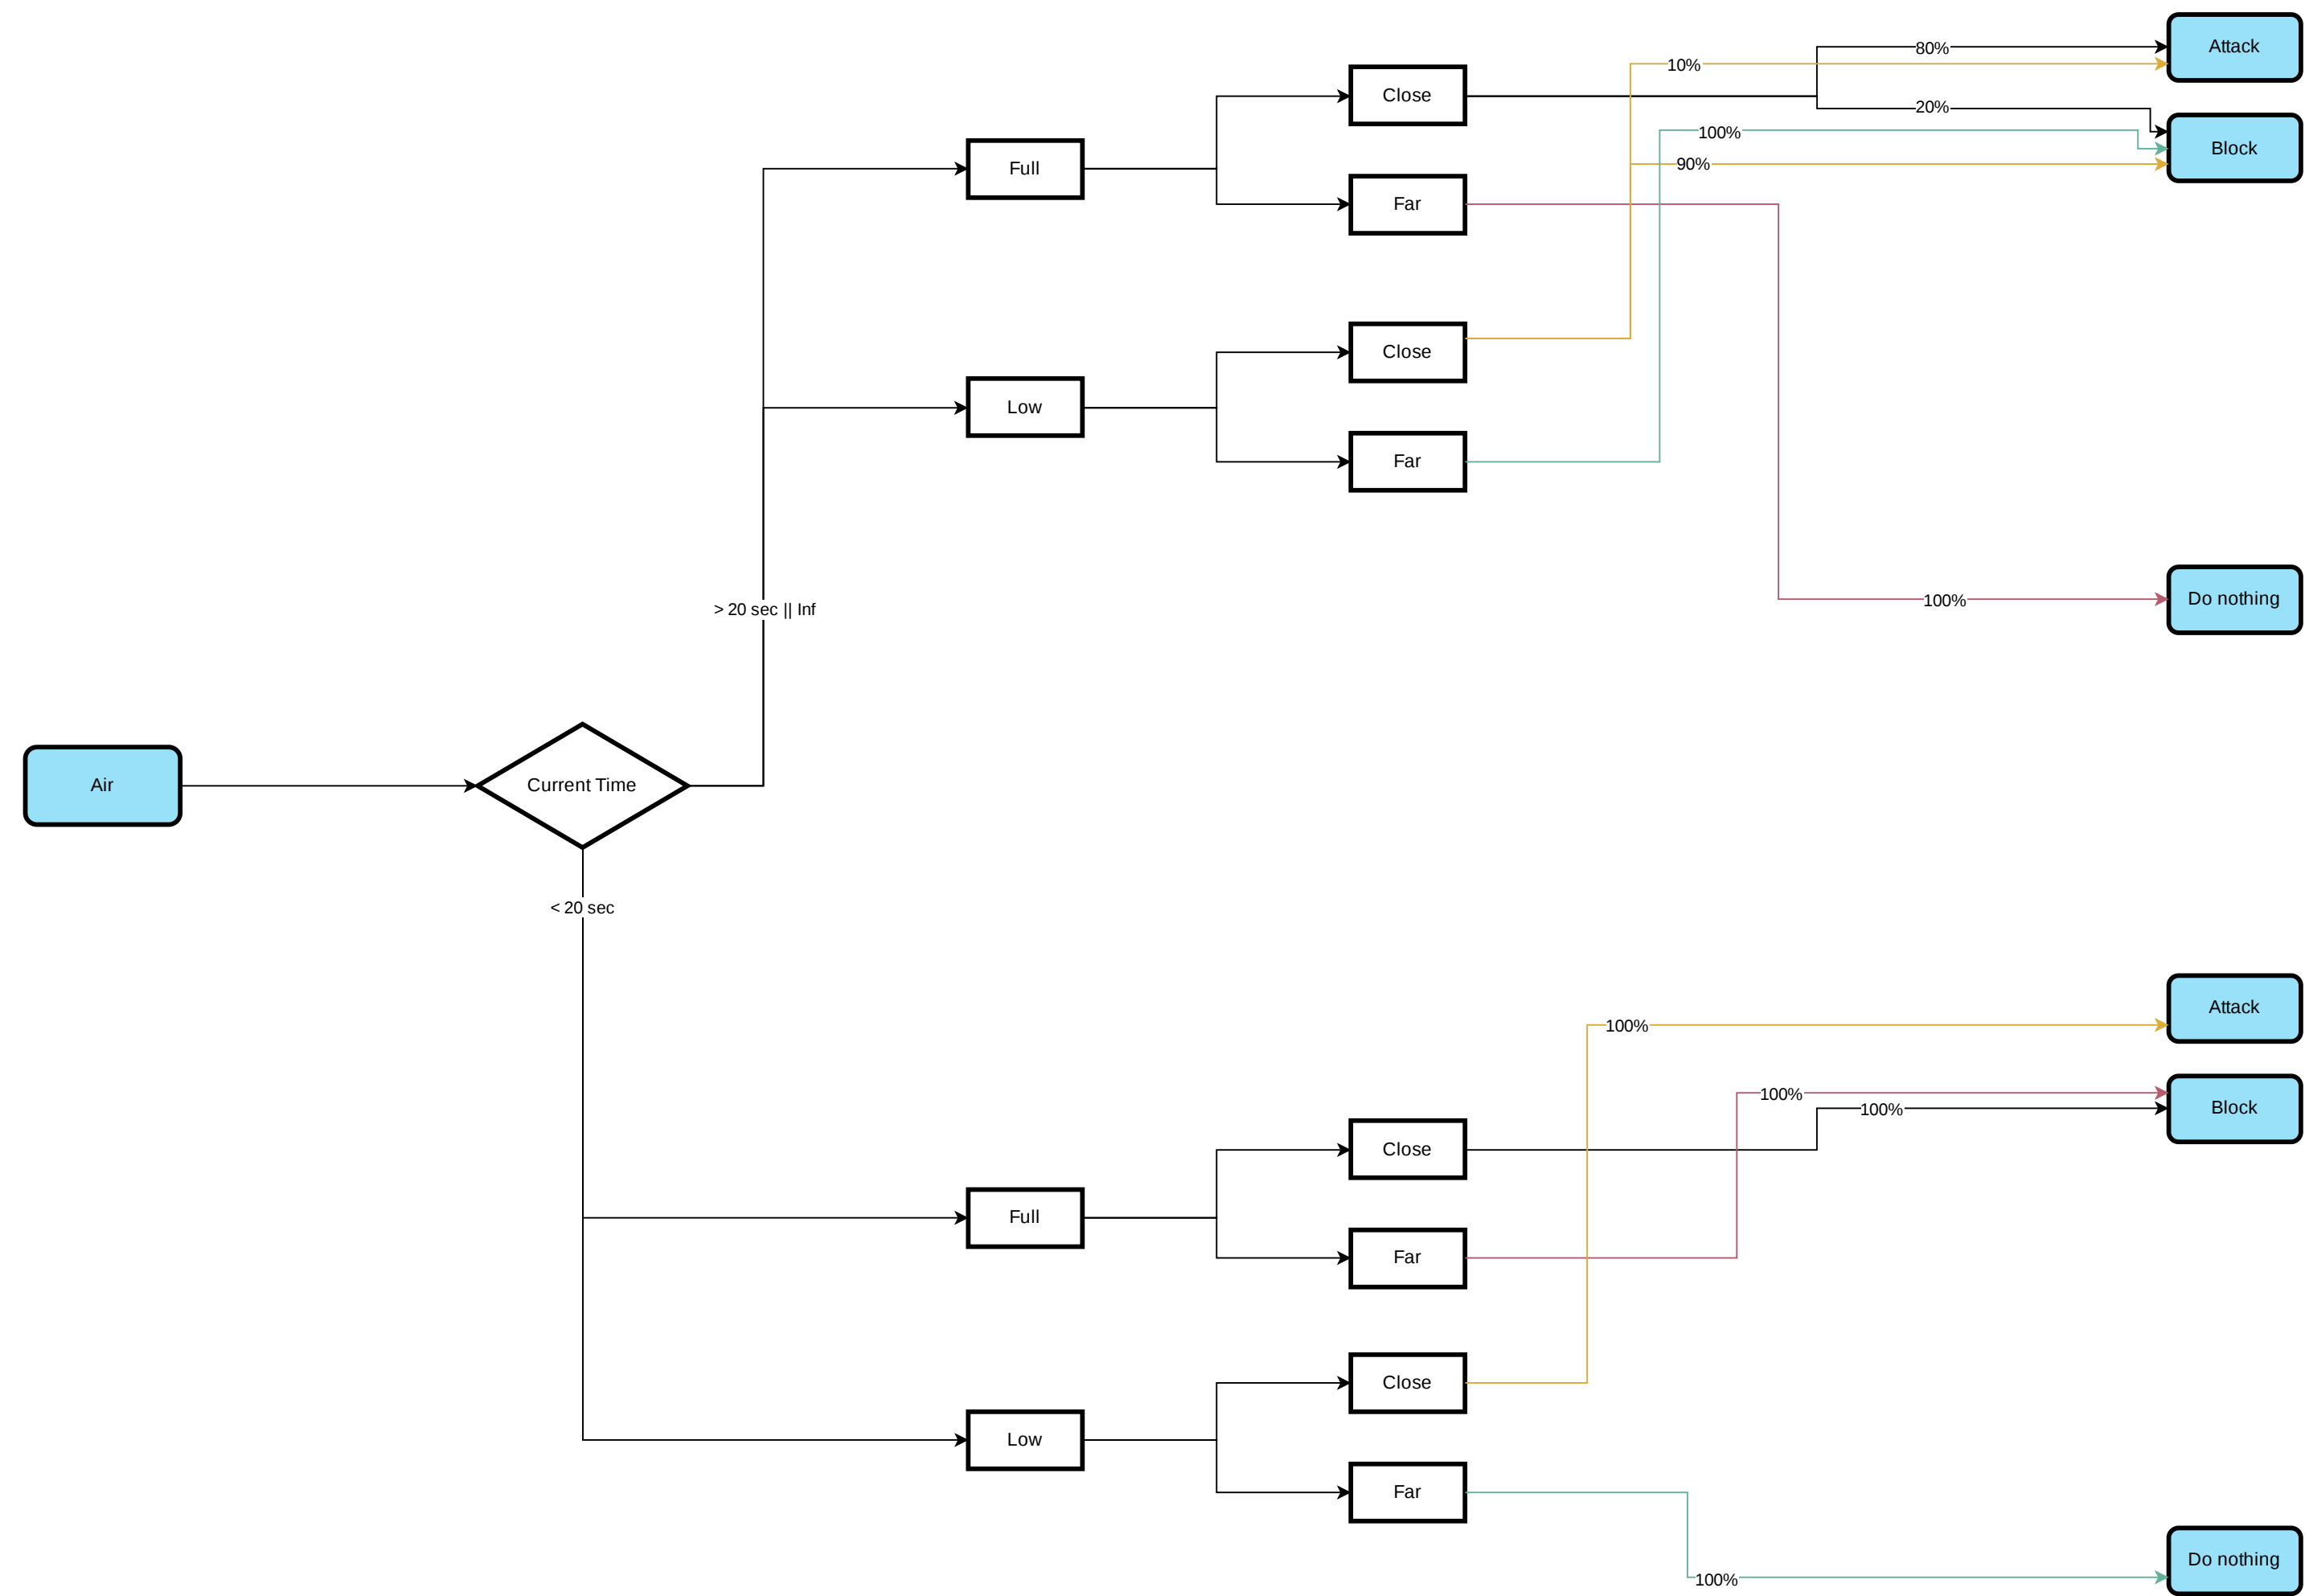 Attack
80%
10%
Close
20%
100%
Block
90%
Full
Far
Close
Low
Far
Do nothing
100%
> 20 sec || Inf
Air
Current Time
< 20 sec
Attack
100%
100%
Block
100%
Close
Full
Far
Close
Low
Far
Do nothing
100%